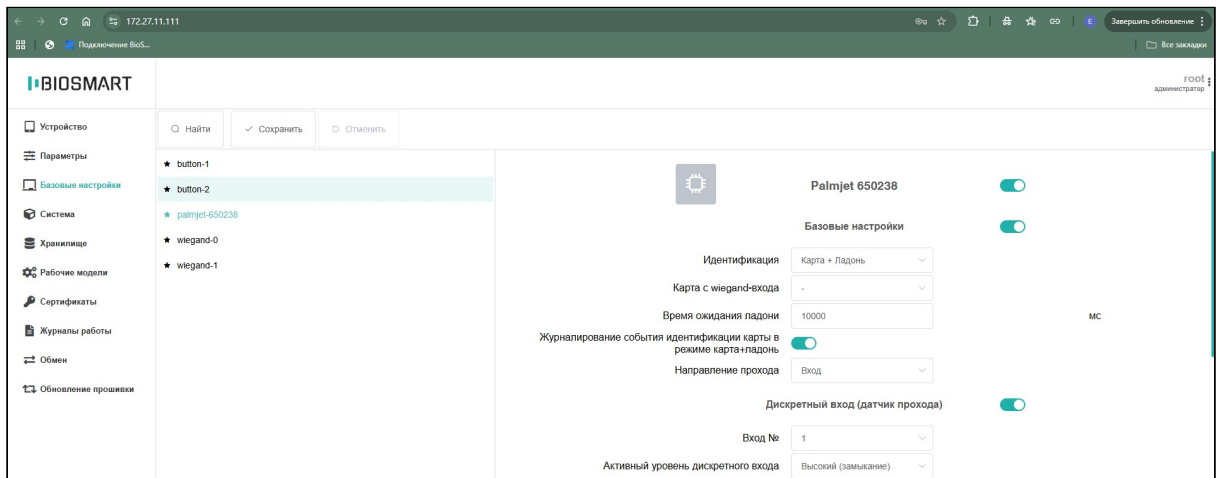 172.27.11.111
E
Завершить обновление
Подключение BioS...
Все закладки
BIOSMART
root
администратор
Устройство
Параметры
Базовые настройки
Система
Хранилище
Рабочие модели
Сертификаты
Журналы работы
Обмен
Обновление прошивки
Найти
Сохранить
Отменить
button-1
button-2
palmjet-650238
wiegand-0
wiegand-1
Palmjet 650238
Базовые настройки
Идентификация Карта + Ладонь
Карта с wiegand-входа -
Время ожидания ладони 10000 мс
Журналирование события идентификации карты в
режиме карта+ладонь
Направление прохода Вход
Дискретный вход (датчик прохода)
Вход № 1
Активный уровень дискретного входа Высокий (замыкание)